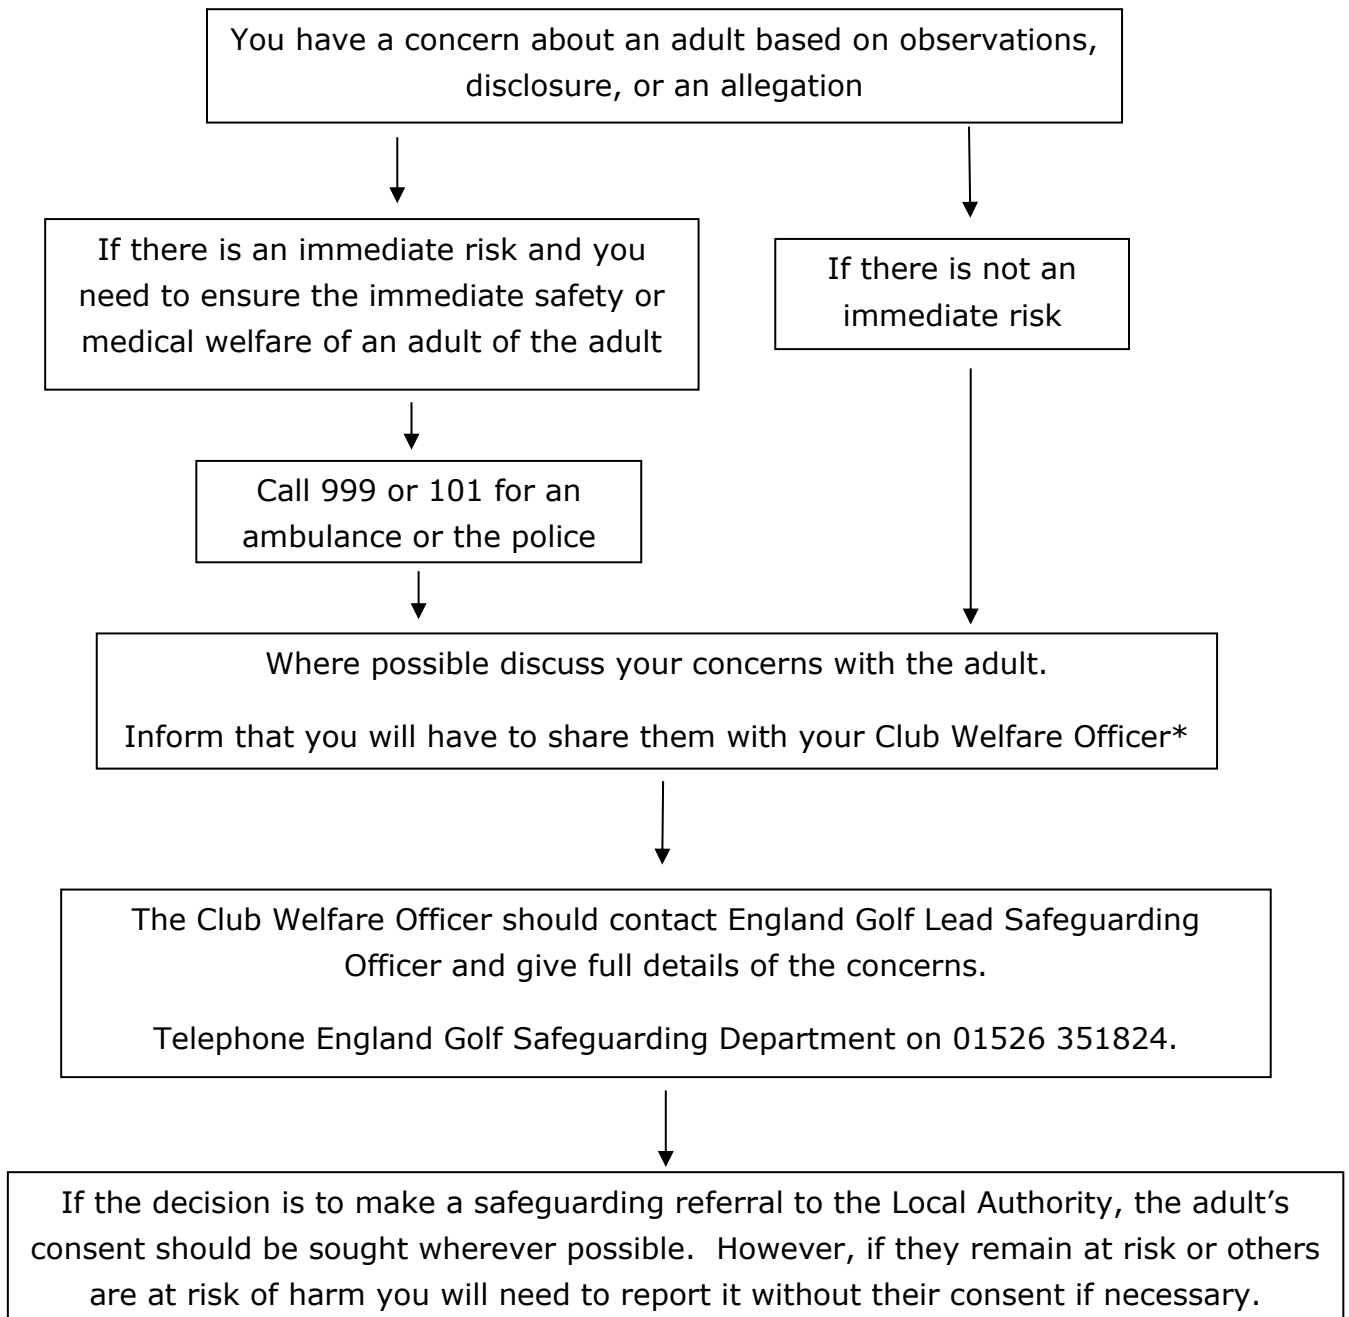 You have a concern about an adult based on observations,
disclosure, or an allegation
If there is an immediate risk and you
need to ensure the immediate safety or
medical welfare of an adult of the adult
If there is not an
immediate risk
Call 999 or 101 for an
ambulance or the police
Where possible discuss your concerns with the adult.
Inform that you will have to share them with your Club Welfare Officer*
The Club Welfare Officer should contact England Golf Lead Safeguarding
Officer and give full details of the concerns.
Telephone England Golf Safeguarding Department on 01526 351824.
If the decision is to make a safeguarding referral to the Local Authority, the adult’s
consent should be sought wherever possible.  However, if they remain at risk or others
are at risk of harm you will need to report it without their consent if necessary.